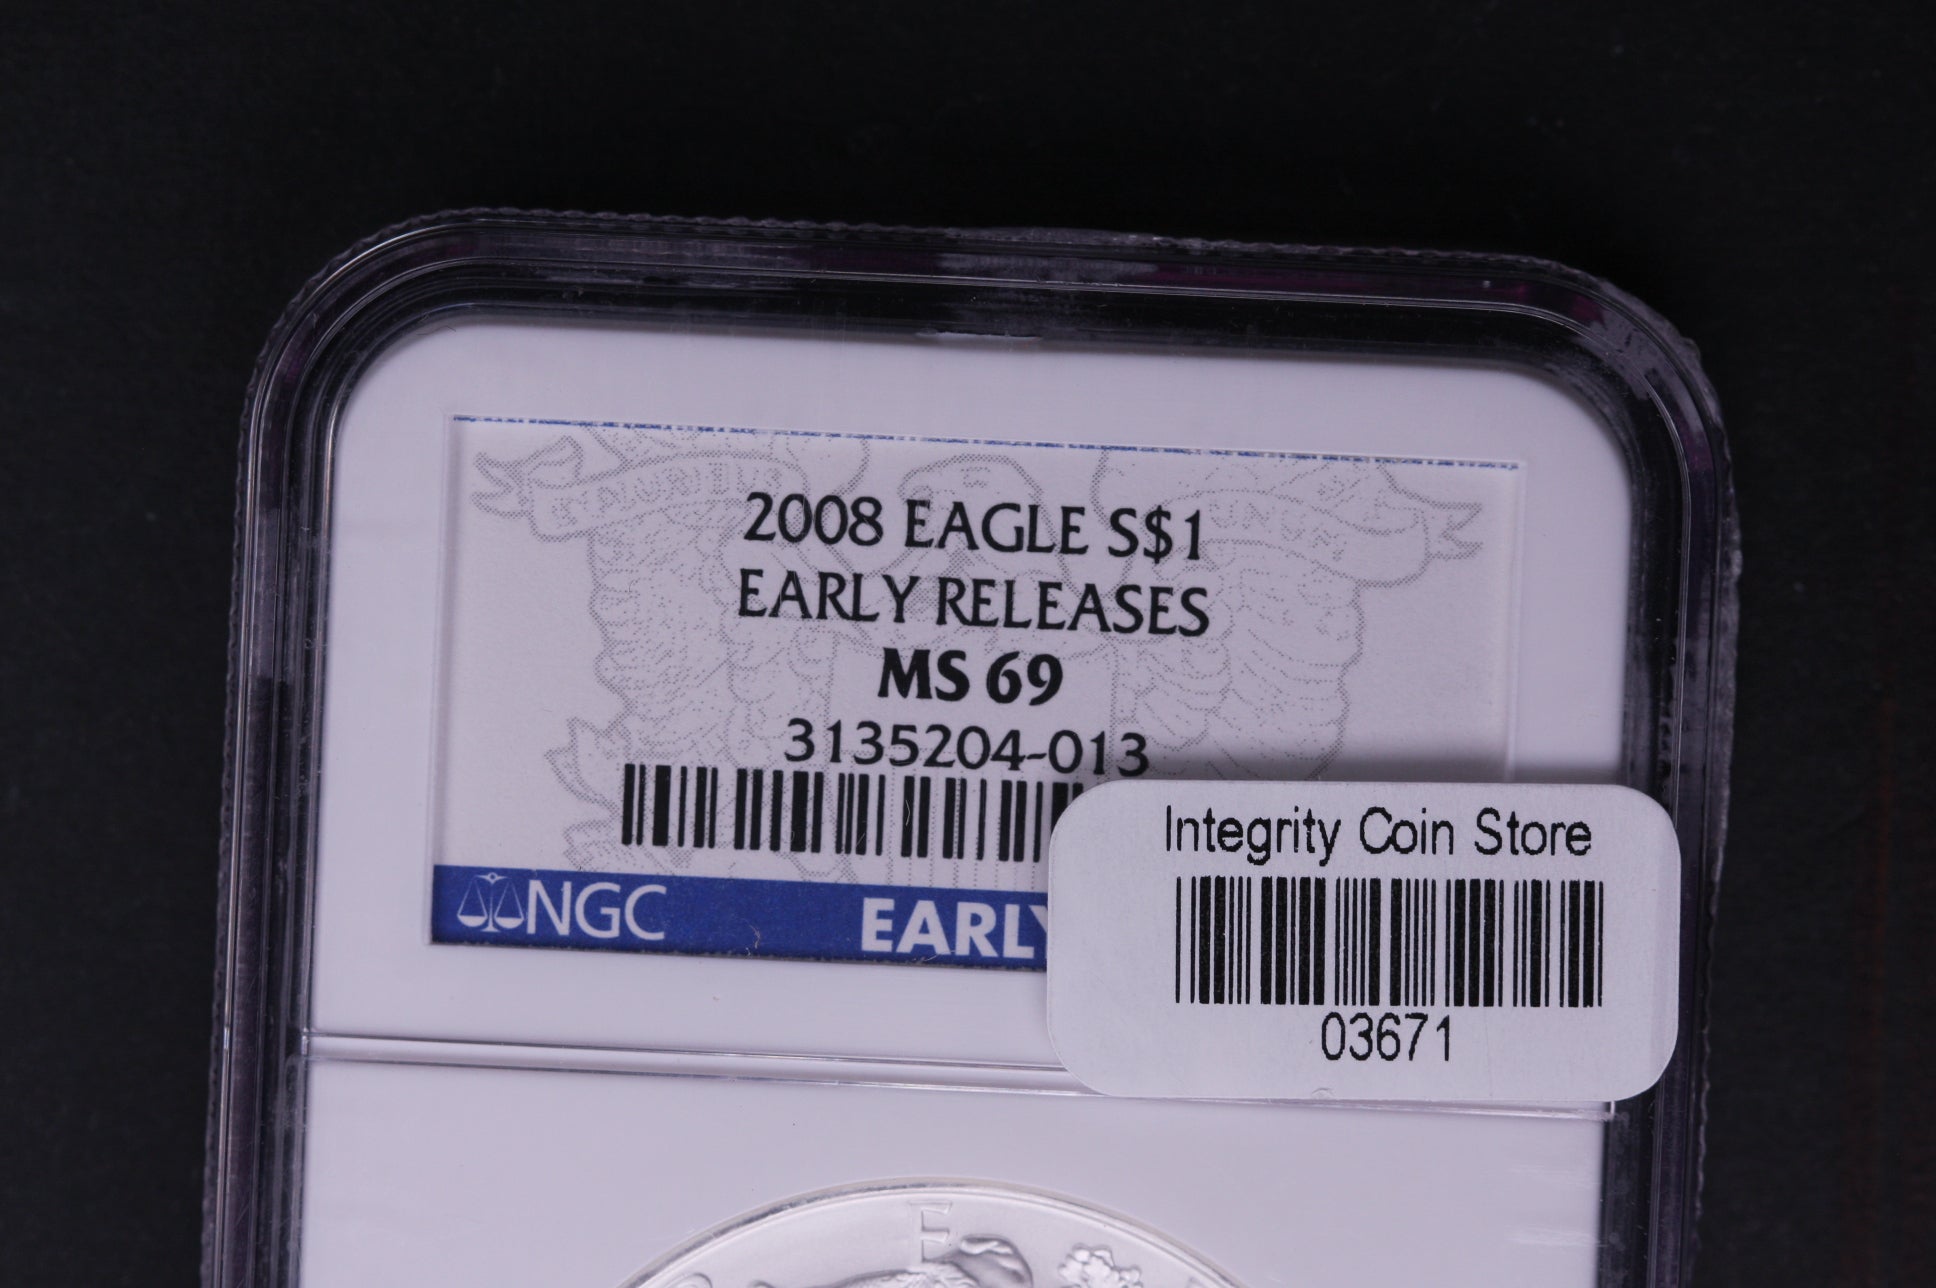 2008 EAGLE S$1
EARLY RELEASES
MS 69
3135204-013
NGC
EARLY
Integrity Coin Store
03671
E